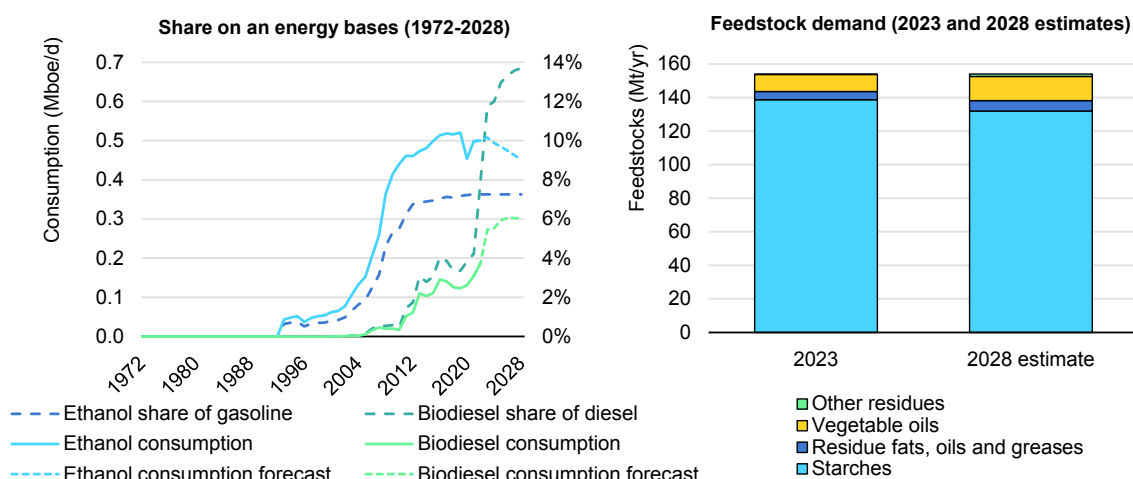 Share on an energy bases (1972-2028)
Consumption (Mboe/d)
0.7
0.6
0.5
0.4
0.3
0.2
0.1
0.0
14%
12%
10%
8%
6%
4%
2%
0%
1972
1980
1988
1996
2004
2012
2020
2028
Ethanol share of gasoline
Biodiesel share of diesel
Ethanol consumption
Biodiesel consumption
Ethanol consumption forecast
Biodiesel consumption forecast
Feedstock demand (2023 and 2028 estimates)
Feedstocks (Mt/yr)
160
140
120
100
80
60
40
20
0
2023
2028 estimate
Other residues
Vegetable oils
Residue fats, oils and greases
Starches